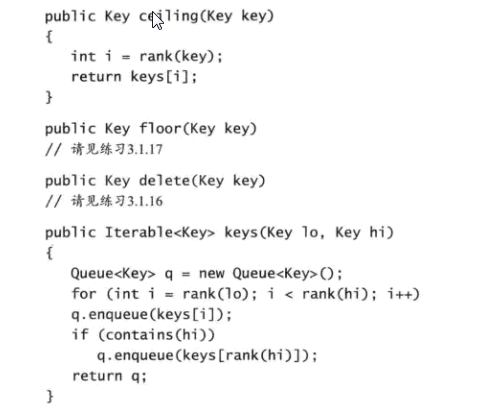 public Key ceiling(Key key)
{
int i = rank(key);
return keys[i];
}
public Key floor(Key key)
// 请见练习3.1.17
public Key delete(Key key)
// 请见练习3.1.16
public Iterable<Key> keys(Key lo, Key hi)
{
Queue<Key> q = new Queue<Key>();
for (int i = rank(lo); i < rank(hi); i++)
q.enqueue(keys[i]);
if (contains(hi))
q.enqueue(keys[rank(hi)]);
return q;
}